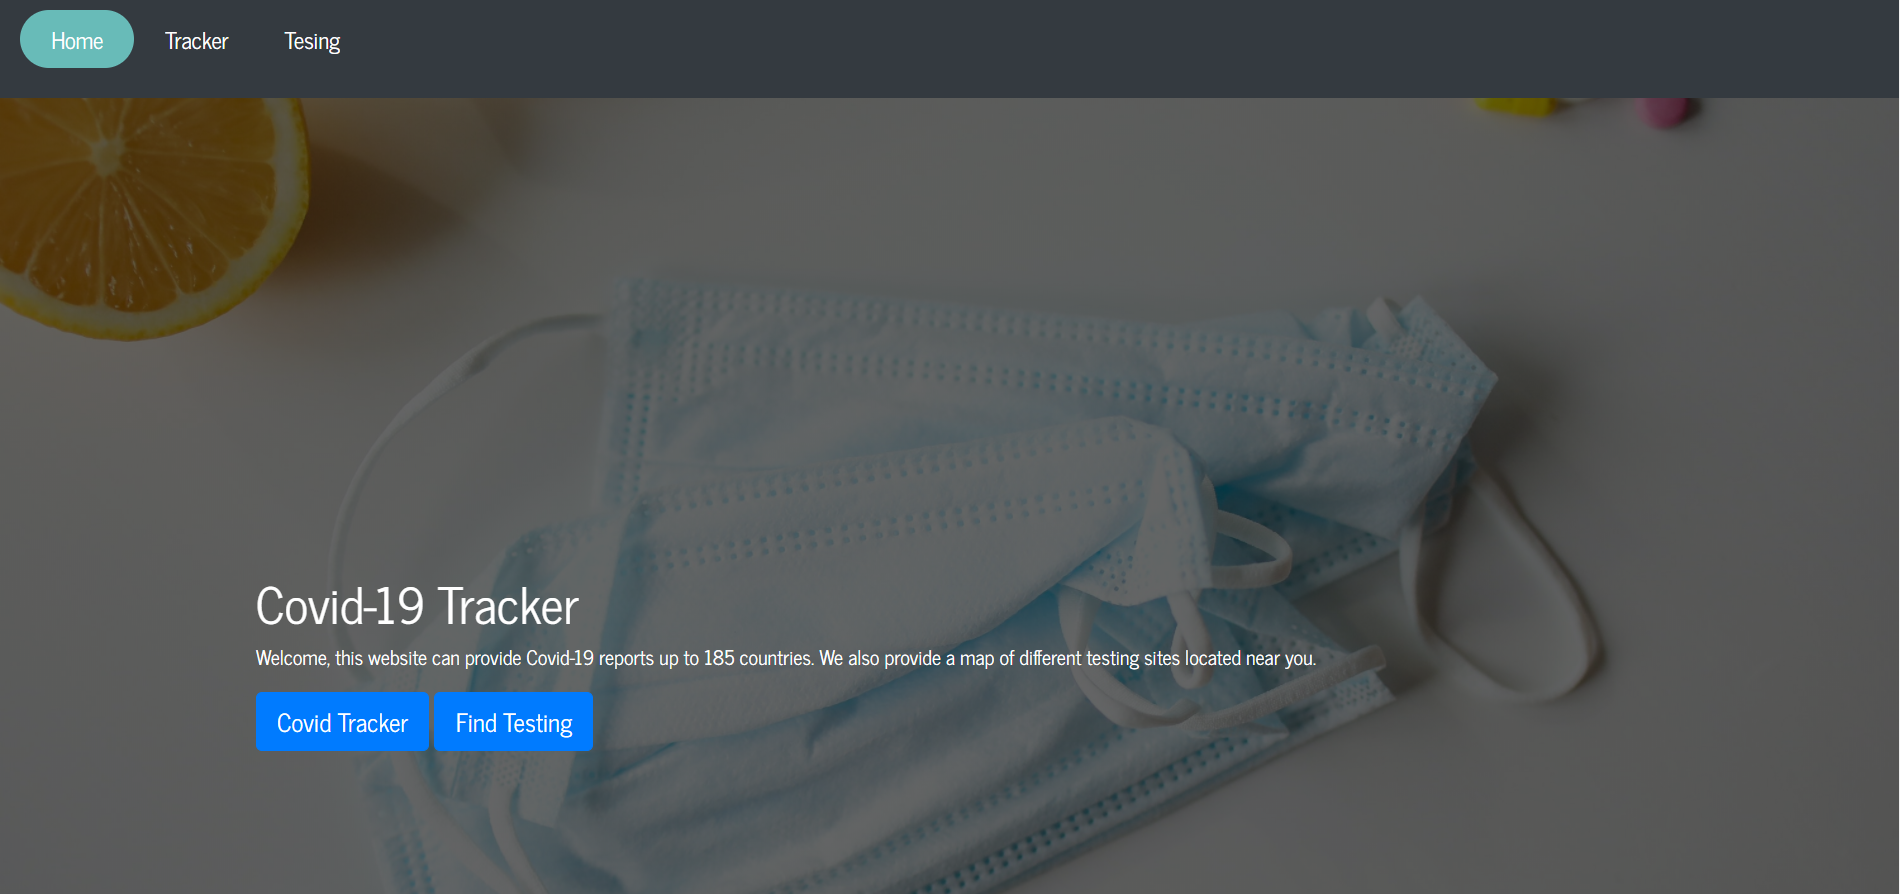 Home Tracker Tesing
Covid-19 Tracker
Welcome, this website can provide Covid-19 reports up to 185 countries. We also provide a map of different testing sites located near you.
Covid Tracker Find Testing